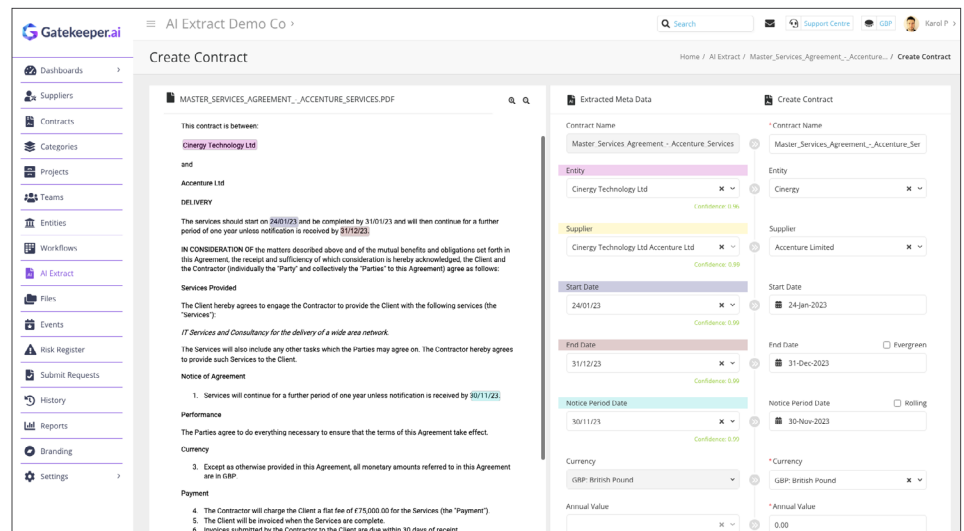 Gatekeeper.ai
AI Extract Demo Co
Search
Support Centre
GBP
Karol P
Create Contract
Home / AI Extract / Master_Services_Agreement_-_Accenture... / Create Contract
Dashboards
Suppliers
Contracts
Categories
Projects
Teams
Entities
Workflows
AI Extract
Files
Events
Risk Register
Submit Requests
History
Reports
Branding
Settings
MASTER_SERVICES_AGREEMENT_-_ACCENTURE_SERVICES.PDF
This contract is between:
Cinergy Technology Ltd
and
Accenture Ltd
DELIVERY
The services should start on 24/01/23 and be completed by 31/01/23 and will then continue for a further
period of one year unless notification is received by 31/12/23.
IN CONSIDERATION OF the matters described above and of the mutual benefits and obligations set forth in
this Agreement, the receipt and sufficiency of which consideration is hereby acknowledged, the Client and
the Contractor (individually the "Party" and collectively the "Parties" to this Agreement) agree as follows:
Services Provided
The Client hereby agrees to engage the Contractor to provide the Client with the following services (the
"Services"):
IT Services and Consultancy for the delivery of a wide area network.
The Services will also include any other tasks which the Parties may agree on. The Contractor hereby agrees
to provide such Services to the Client.
Notice of Agreement
1. Services will continue for a further period of one year unless notification is received by 30/11/23.
Performance
The Parties agree to do everything necessary to ensure that the terms of this Agreement take effect.
Currency
3. Except as otherwise provided in this Agreement, all monetary amounts referred to in this Agreement
are in GBP
Payment
4. The Contractor will charge the Client a flat fee of £75,000.00 for the Services (the "Payment").
5. The Client will be invoiced when the Services are complete.
6. Invoices submitted by the Contractor to the Client are due within 30 days of receipt.
Extracted Meta Data
Create Contract
Contract Name
*Contract Name
Master Services Agreement - Accenture Services
Master_Services_Agreement_-_Accenture_Ser
Entity
Entity
Cinergy Technology Ltd
Cinergy
Confidence: 0.96
Supplier
Supplier
Cinergy Technology Ltd Accenture Ltd
Accenture Limited
Confidence: 0.99
Start Date
Start Date
24/01/23
24-Jan-2023
Confidence: 0.99
End Date
End Date
Evergreen
31/12/23
31-Dec-2023
Confidence: 0.99
Notice Period Date
Notice Period Date
Rolling
30/11/23
30-Nov-2023
Confidence: 0.99
Currency
*Currency
GBP: British Pound
GBP: British Pound
Annual Value
*Annual Value
0.00